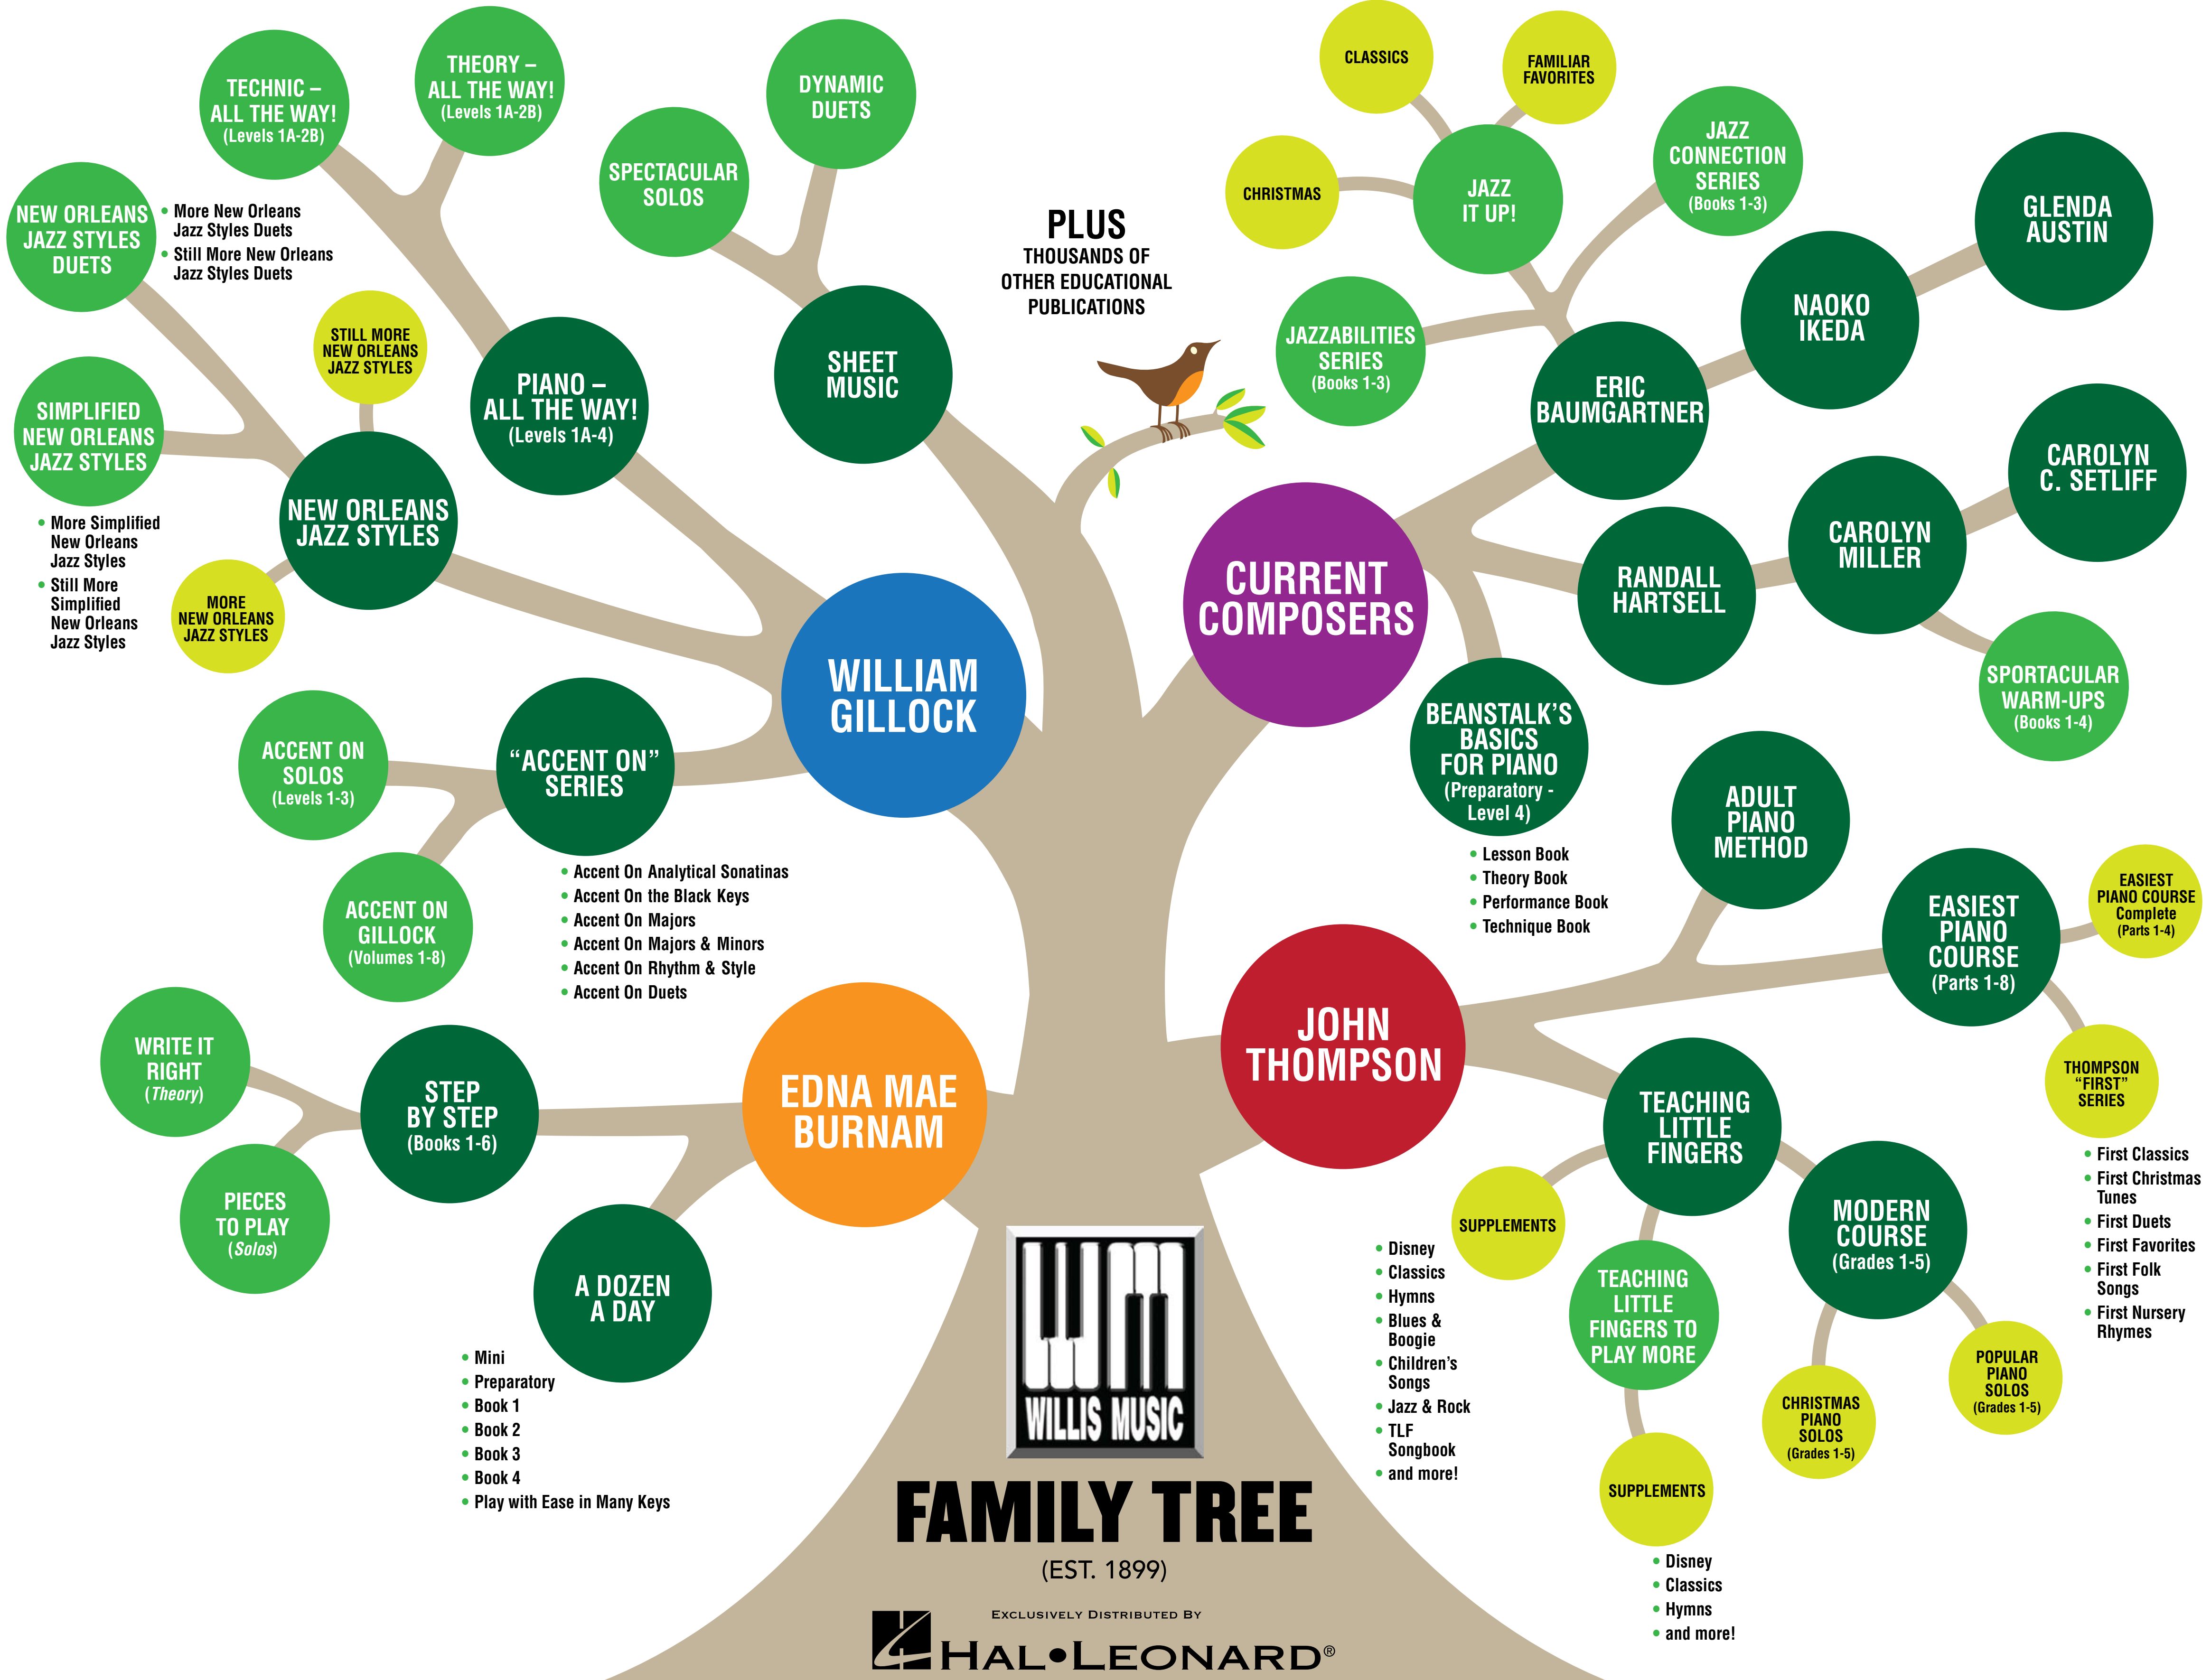 TECHNIC –
ALL THE WAY!
(Levels 1A-2B)
THEORY –
ALL THE WAY!
(Levels 1A-2B)
SPECTACULAR
SOLOS
DYNAMIC
DUETS
NEW ORLEANS
JAZZ STYLES
DUETS
• More New Orleans
Jazz Styles Duets
• Still More New Orleans
Jazz Styles Duets
STILL MORE
NEW ORLEANS
JAZZ STYLES
SIMPLIFIED
NEW ORLEANS
JAZZ STYLES
• More Simplified
New Orleans
Jazz Styles
• Still More
Simplified
New Orleans
Jazz Styles
NEW ORLEANS
JAZZ STYLES
MORE
NEW ORLEANS
JAZZ STYLES
PIANO –
ALL THE WAY!
(Levels 1A-4)
SHEET
MUSIC
WILLIAM
GILLOCK
ACCENT ON
SOLOS
(Levels 1-3)
"ACCENT ON"
SERIES
ACCENT ON
GILLOCK
(Volumes 1-8)
• Accent On Analytical Sonatinas
• Accent On the Black Keys
• Accent On Majors
• Accent On Majors & Minors
• Accent On Rhythm & Style
• Accent On Duets
WRITE IT
RIGHT
(Theory)
PIECES
TO PLAY
(Solos)
STEP
BY STEP
(Books 1-6)
EDNA MAE
BURNAM
A DOZEN
A DAY
• Mini
• Preparatory
• Book 1
• Book 2
• Book 3
• Book 4
• Play with Ease in Many Keys
PLUS
THOUSANDS OF
OTHER EDUCATIONAL
PUBLICATIONS
CLASSICS
FAMILIAR
FAVORITES
CHRISTMAS
JAZZ
IT UP!
JAZZ
CONNECTION
SERIES
(Books 1-3)
JAZZABILITIES
SERIES
(Books 1-3)
ERIC
BAUMGARTNER
NAOKO
IKEDA
GLENDA
AUSTIN
CURRENT
COMPOSERS
RANDALL
HARTSELL
CAROLYN
MILLER
CAROLYN
C. SETLIFF
SPORTACULAR
WARM-UPS
(Books 1-4)
BEANSTALK'S
BASICS
FOR PIANO
(Preparatory -
Level 4)
• Lesson Book
• Theory Book
• Performance Book
• Technique Book
ADULT
PIANO
METHOD
EASIEST
PIANO
COURSE
(Parts 1-8)
EASIEST
PIANO COURSE
Complete
(Parts 1-4)
THOMPSON
"FIRST"
SERIES
• First Classics
• First Christmas
Tunes
• First Duets
• First Favorites
• First Folk
Songs
• First Nursery
Rhymes
JOHN
THOMPSON
TEACHING
LITTLE
FINGERS
SUPPLEMENTS
• Disney
• Classics
• Hymns
• Blues &
Boogie
• Children's
Songs
• Jazz & Rock
• TLF
Songbook
• and more!
TEACHING
LITTLE
FINGERS TO
PLAY MORE
SUPPLEMENTS
• Disney
• Classics
• Hymns
• and more!
MODERN
COURSE
(Grades 1-5)
CHRISTMAS
PIANO
SOLOS
(Grades 1-5)
POPULAR
PIANO
SOLOS
(Grades 1-5)
WM
WILLIS MUSIC
FAMILY TREE
(EST. 1899)
EXCLUSIVELY DISTRIBUTED BY
HAL•LEONARD®